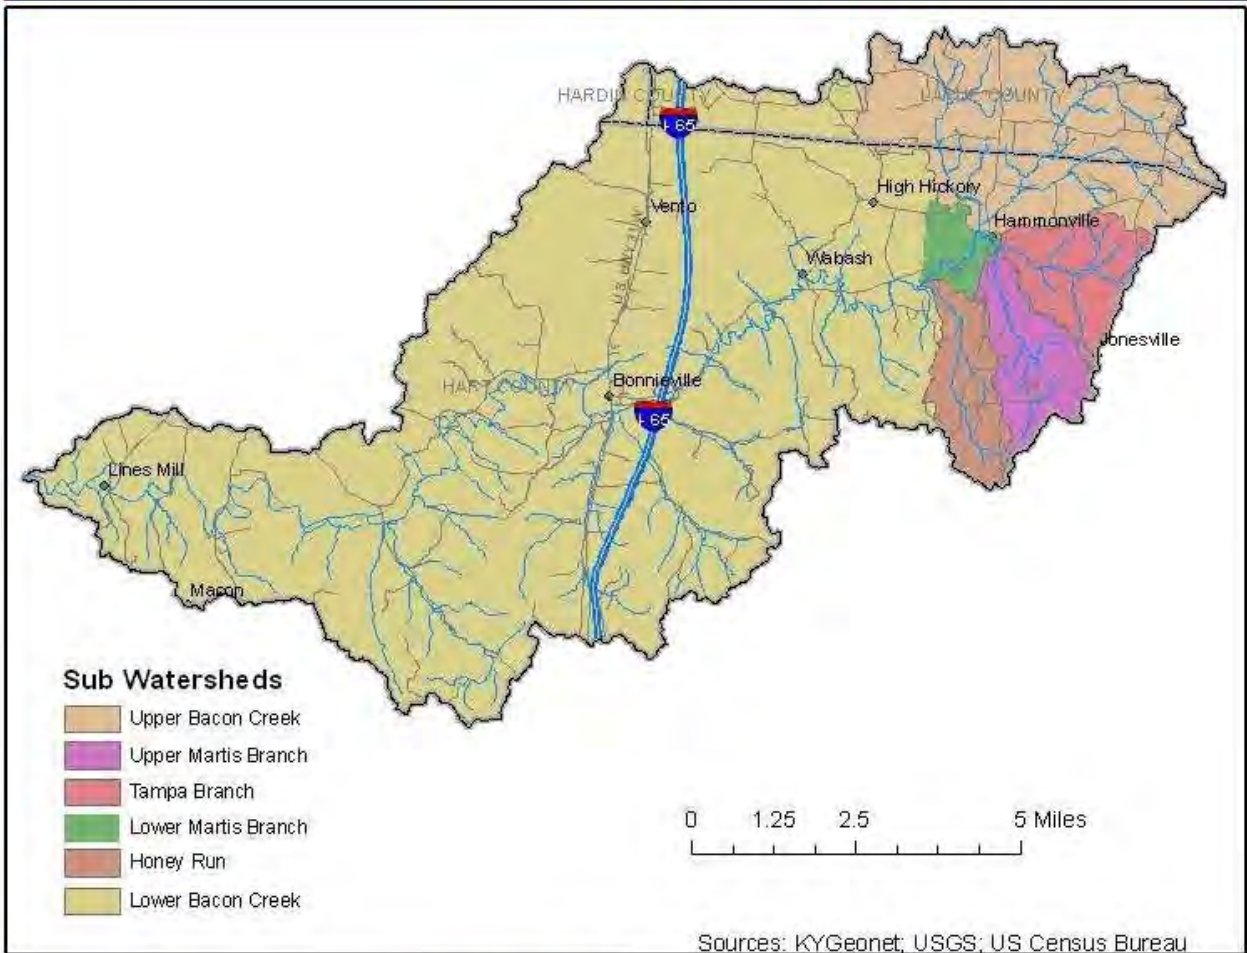 HARDIN COUNTY
LARUE COUNTY
I-65
High Hickory
Vento
Hammonville
Wabash
Jonesville
HART COUNTY
Bonnieville
I-65
Lines Mill
Macon
Sub Watersheds
Upper Bacon Creek
Upper Martis Branch
Tampa Branch
Lower Martis Branch
Honey Run
Lower Bacon Creek
0 1.25 2.5 5 Miles
Sources: KYGeonet; USGS; US Census Bureau